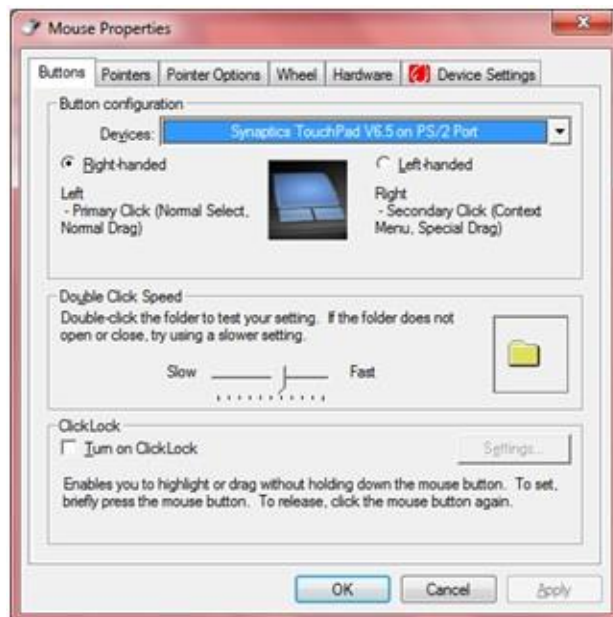 Mouse Properties
Buttons Pointers Pointer Options Wheel Hardware Device Settings
Button configuration
Devices: Synaptics TouchPad V6.5 on PS/2 Port
Right-handed Left-handed
Left Right
- Primary Click (Normal Select, - Secondary Click (Context
Normal Drag) Menu, Special Drag)
Double Click Speed
Double-click the folder to test your setting. If the folder does not
open or close, try using a slower setting.
Slow Fast
ClickLock
Turn on ClickLock Settings...
Enables you to highlight or drag without holding down the mouse button. To set,
briefly press the mouse button. To release, click the mouse button again.
OK Cancel Apply